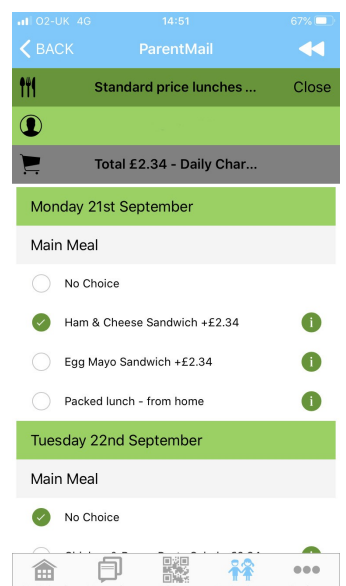 O2-UK 4G 14:51 67%
BACK ParentMail
Standard price lunches ... Close
Total £2.34 - Daily Char...
Monday 21st September
Main Meal
No Choice
Ham & Cheese Sandwich +£2.34
Egg Mayo Sandwich +£2.34
Packed lunch - from home
Tuesday 22nd September
Main Meal
No Choice